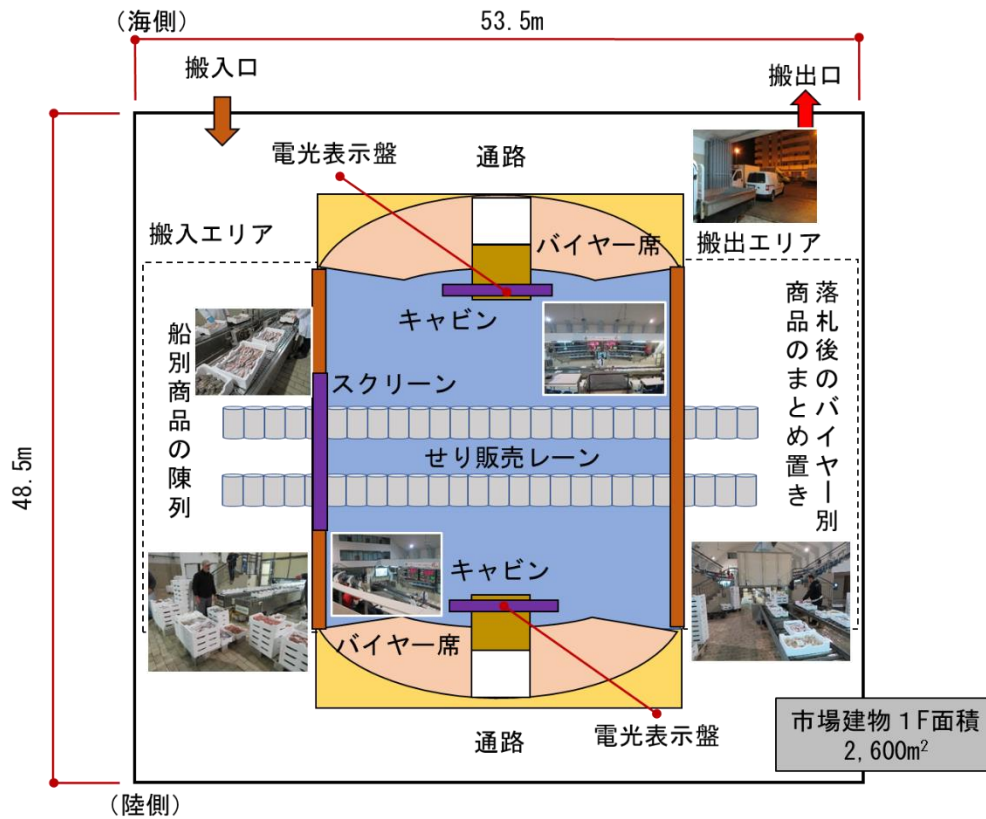 （海側）
53.5m
搬入口
搬出口
電光表示盤
通路
搬入エリア
バイヤー席
搬出エリア
キャビン
船別商品の陳列
スクリーン
落札後のバイヤー別
商品のまとめ置き
せり販売レーン
48.5m
キャビン
バイヤー席
通路
電光表示盤
市場建物１F面積
2,600m²
（陸側）